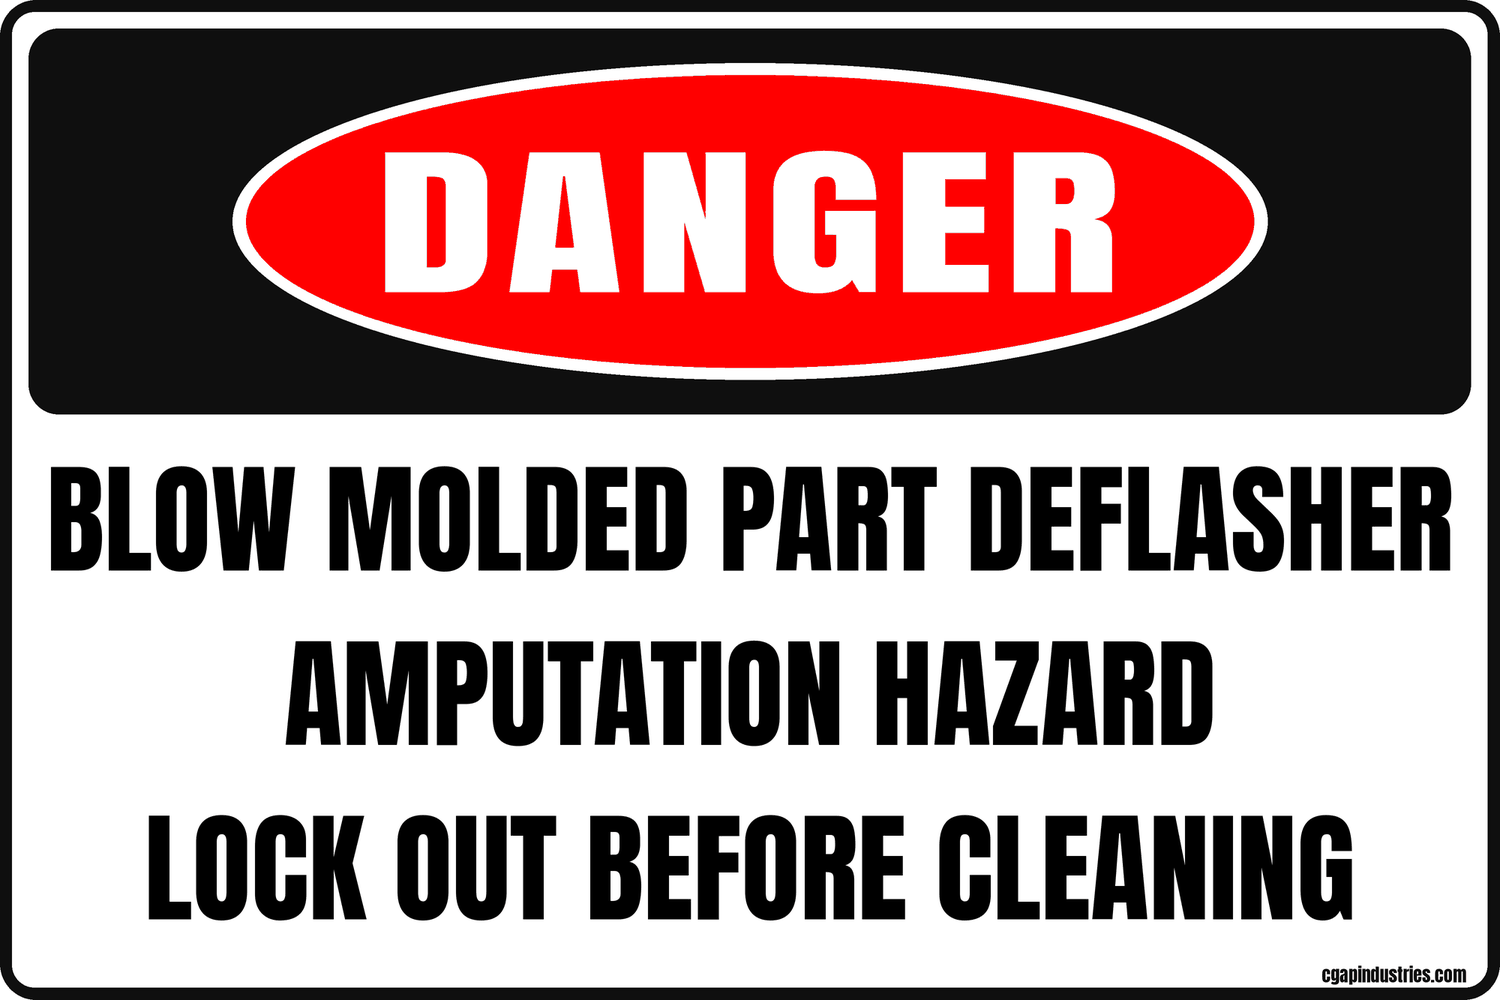 DANGER
BLOW MOLDED PART DEFLASHER
AMPUTATION HAZARD
LOCK OUT BEFORE CLEANING
cgapindustries.com